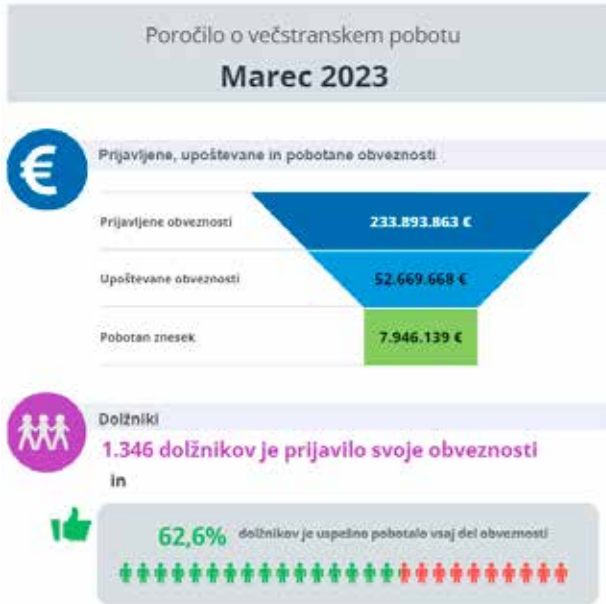 Poročilo o večstranskem pobotu
Marec 2023
€
Prijavljene, upoštevane in pobotane obveznosti
Prijavljene obveznosti 233.893.863 €
Upoštevane obveznosti 52.669.668 €
Pobotan znesek 7.946.139 €
Dolžniki
1.346 dolžnikov je prijavilo svoje obveznosti
in
62,6% dolžnikov je uspešno pobotalo vsaj del obveznosti